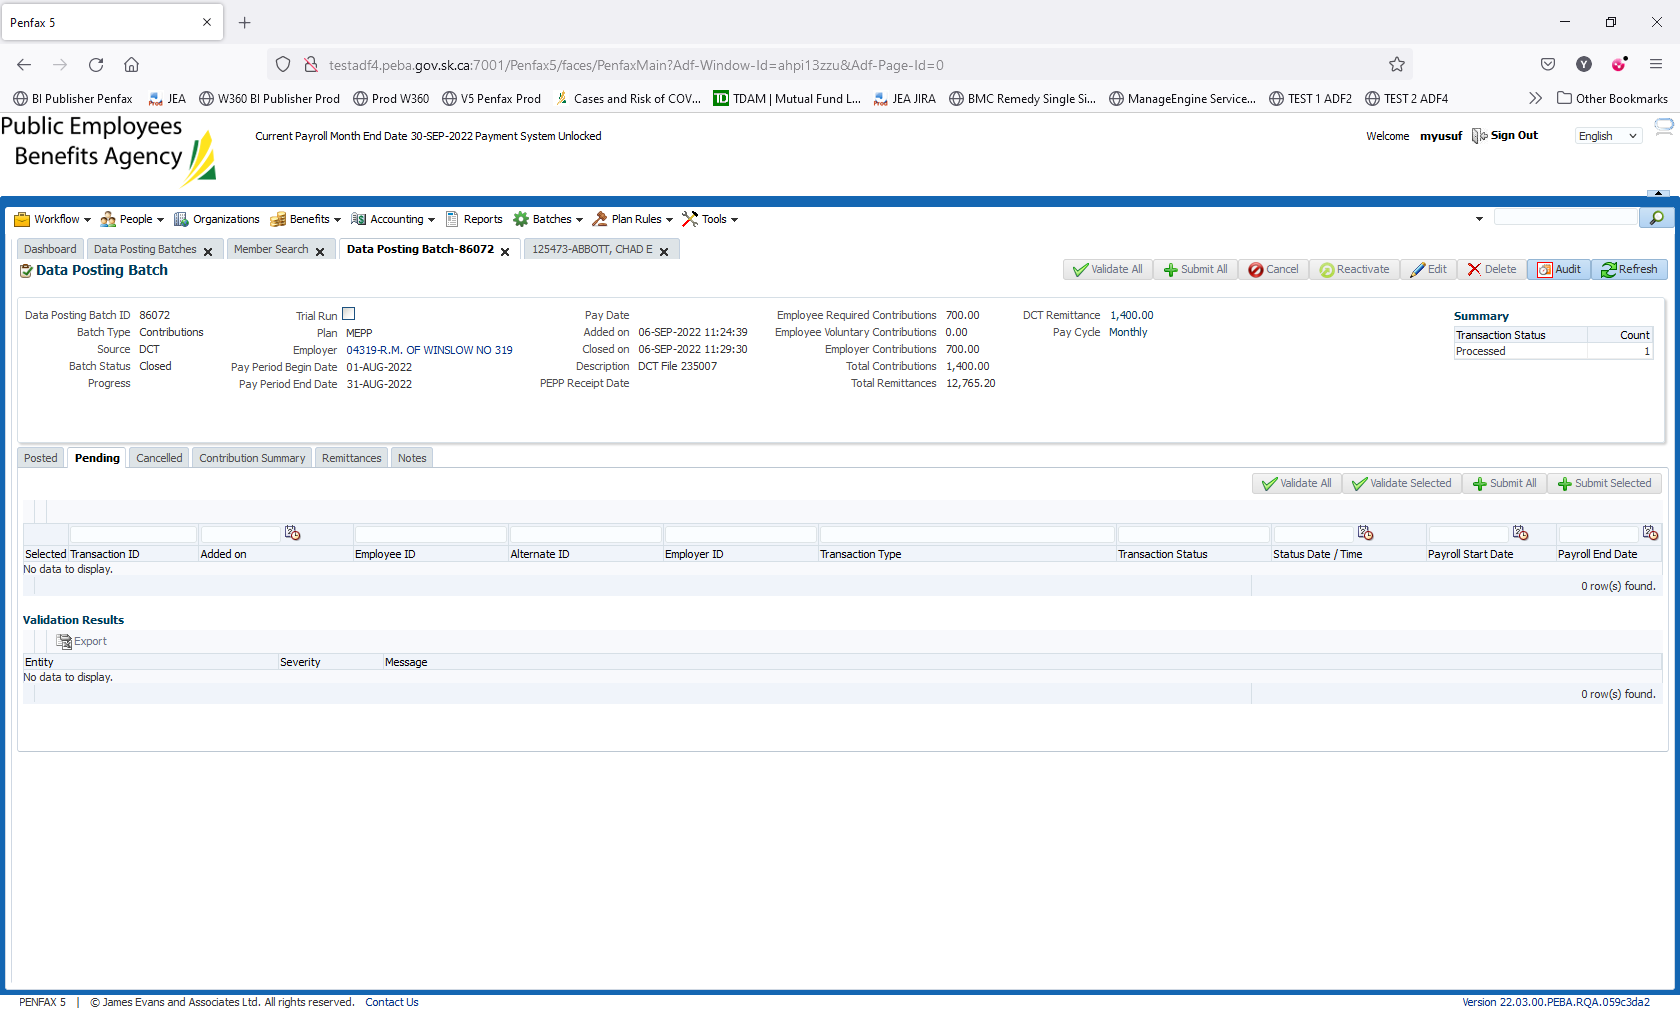 Penfax 5
testadf4.peba.gov.sk.ca:7001/Penfax5/faces/PenfaxMain?Adf-Window-Id=ahpi13zzu&Adf-Page-Id=0
BI Publisher Penfax JEA W360 BI Publisher Prod Prod W360 V5 Penfax Prod Cases and Risk of COV... TDAM | Mutual Fund L... JEA JIRA BMC Remedy Single Si... ManageEngine Service... TEST 1 ADF2 TEST 2 ADF4 Other Bookmarks
Public Employees
Benefits Agency
Current Payroll Month End Date 30-SEP-2022 Payment System Unlocked
Welcome myusuf Sign Out English
Workflow People Organizations Benefits Accounting Reports Batches Plan Rules Tools
Dashboard Data Posting Batches Member Search Data Posting Batch-86072 125473-ABBOTT, CHAD E
Data Posting Batch
Validate All Submit All Cancel Reactivate Edit Delete Audit Refresh
Data Posting Batch ID 86072
Batch Type Contributions
Source DCT
Batch Status Closed
Progress
Trial Run
Plan MEPP
Employer 04319-R.M. OF WINSLOW NO 319
Pay Period Begin Date 01-AUG-2022
Pay Period End Date 31-AUG-2022
Pay Date
Added on 06-SEP-2022 11:24:39
Closed on 06-SEP-2022 11:29:30
Description DCT File 235007
PEPP Receipt Date
Employee Required Contributions 700.00
Employee Voluntary Contributions 0.00
Employer Contributions 700.00
Total Contributions 1,400.00
Total Remittances 12,765.20
DCT Remittance 1,400.00
Pay Cycle Monthly
Summary
Transaction Status Count
Processed 1
Posted Pending Cancelled Contribution Summary Remittances Notes
Validate All Validate Selected Submit All Submit Selected
Selected Transaction ID Added on Employee ID Alternate ID Employer ID Transaction Type Transaction Status Status Date / Time Payroll Start Date Payroll End Date
No data to display.
0 row(s) found.
Validation Results
Export
Entity Severity Message
No data to display.
0 row(s) found.
PENFAX 5 | © James Evans and Associates Ltd. All rights reserved. Contact Us
Version 22.03.00.PEBA.RQA.059c3da2